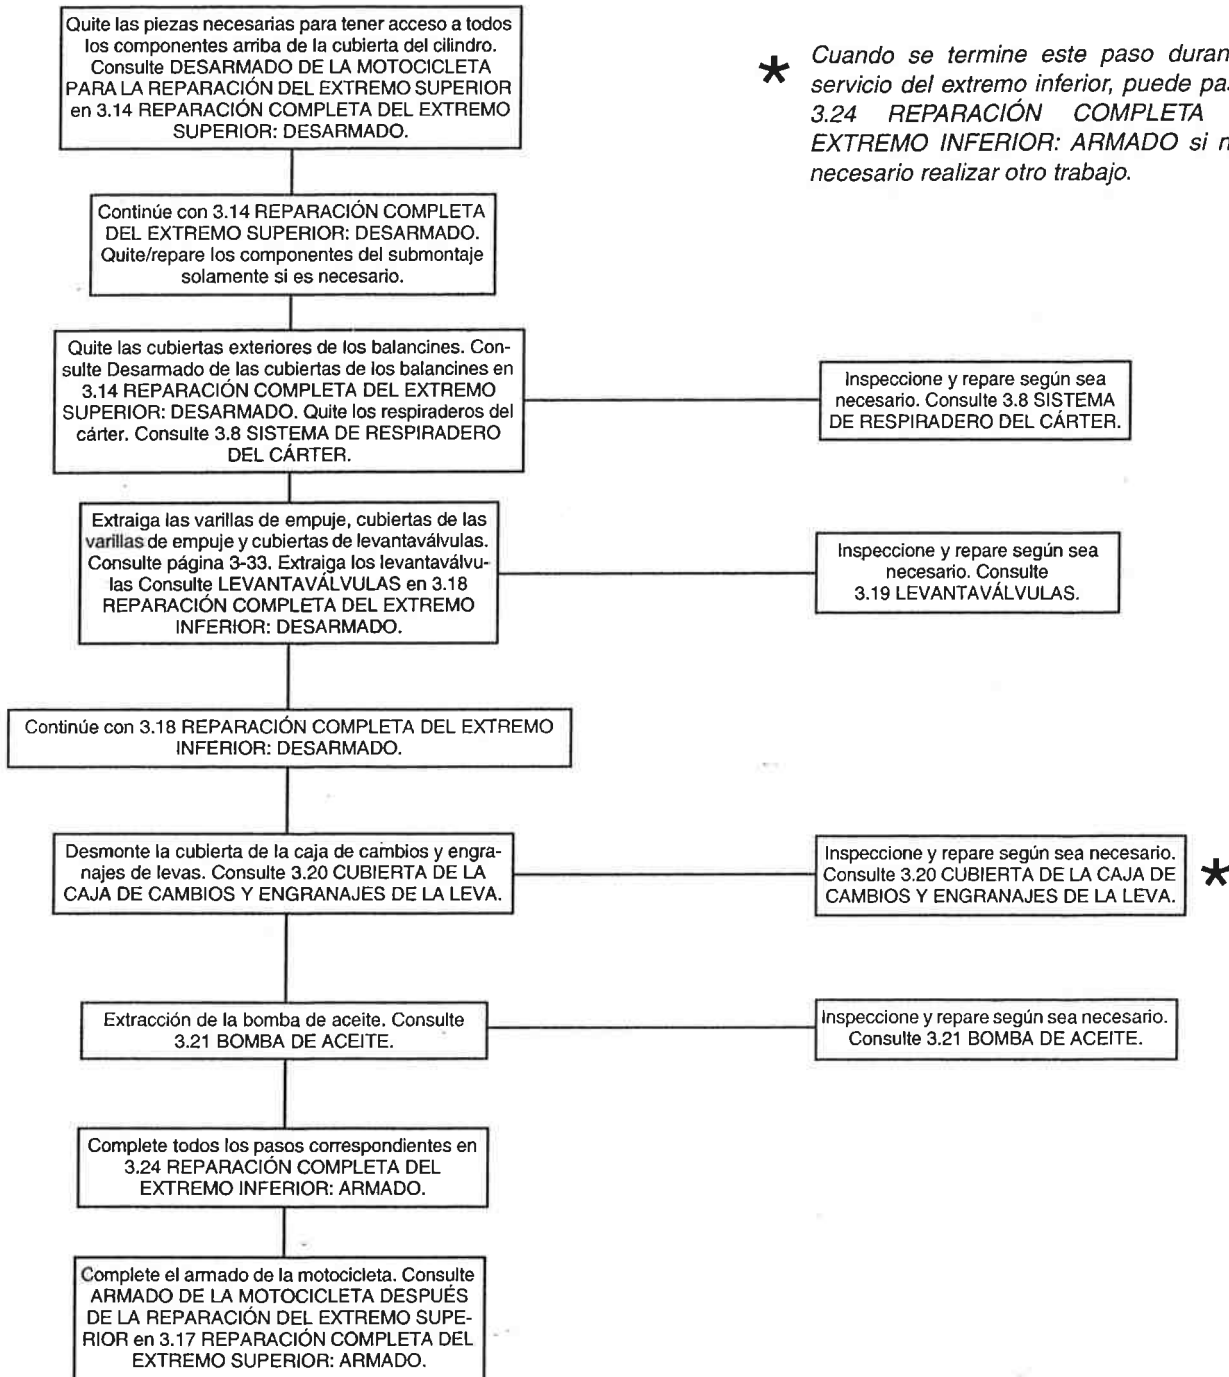 Quite las piezas necesarias para tener acceso a todos
los componentes arriba de la cubierta del cilindro.
Consulte DESARMADO DE LA MOTOCICLETA
PARA LA REPARACIÓN DEL EXTREMO SUPERIOR
en 3.14 REPARACIÓN COMPLETA DEL EXTREMO
SUPERIOR: DESARMADO.
* Cuando se termine este paso duran
servicio del extremo inferior, puede pa
3.24 REPARACIÓN COMPLETA
EXTREMO INFERIOR: ARMADO si n
necesario realizar otro trabajo.
Continúe con 3.14 REPARACIÓN COMPLETA
DEL EXTREMO SUPERIOR: DESARMADO.
Quite/repare los componentes del submontaje
solamente si es necesario.
Quite las cubiertas exteriores de los balancines. Con-
sulte Desarmado de las cubiertas de los balancines en
3.14 REPARACIÓN COMPLETA DEL EXTREMO
SUPERIOR: DESARMADO. Quite los respiraderos del
cárter. Consulte 3.8 SISTEMA DE RESPIRADERO
DEL CÁRTER.
Inspeccione y repare según sea
necesario. Consulte 3.8 SISTEMA
DE RESPIRADERO DEL CÁRTER.
Extraiga las varillas de empuje, cubiertas de las
varillas de empuje y cubiertas de levantaválvulas.
Consulte página 3-33. Extraiga los levantaválvu-
las Consulte LEVANTAVÁLVULAS en 3.18
REPARACIÓN COMPLETA DEL EXTREMO
INFERIOR: DESARMADO.
Inspeccione y repare según sea
necesario. Consulte
3.19 LEVANTAVÁLVULAS.
Continúe con 3.18 REPARACIÓN COMPLETA DEL EXTREMO
INFERIOR: DESARMADO.
Desmonte la cubierta de la caja de cambios y engra-
najes de levas. Consulte 3.20 CUBIERTA DE LA
CAJA DE CAMBIOS Y ENGRANAJES DE LA LEVA.
Inspeccione y repare según sea necesario.
Consulte 3.20 CUBIERTA DE LA CAJA DE
CAMBIOS Y ENGRANAJES DE LA LEVA.
*
Extracción de la bomba de aceite. Consulte
3.21 BOMBA DE ACEITE.
Inspeccione y repare según sea necesario.
Consulte 3.21 BOMBA DE ACEITE.
Complete todos los pasos correspondientes en
3.24 REPARACIÓN COMPLETA DEL
EXTREMO INFERIOR: ARMADO.
Complete el armado de la motocicleta. Consulte
ARMADO DE LA MOTOCICLETA DESPUÉS
DE LA REPARACIÓN DEL EXTREMO SUPE-
RIOR en 3.17 REPARACIÓN COMPLETA DEL
EXTREMO SUPERIOR: ARMADO.